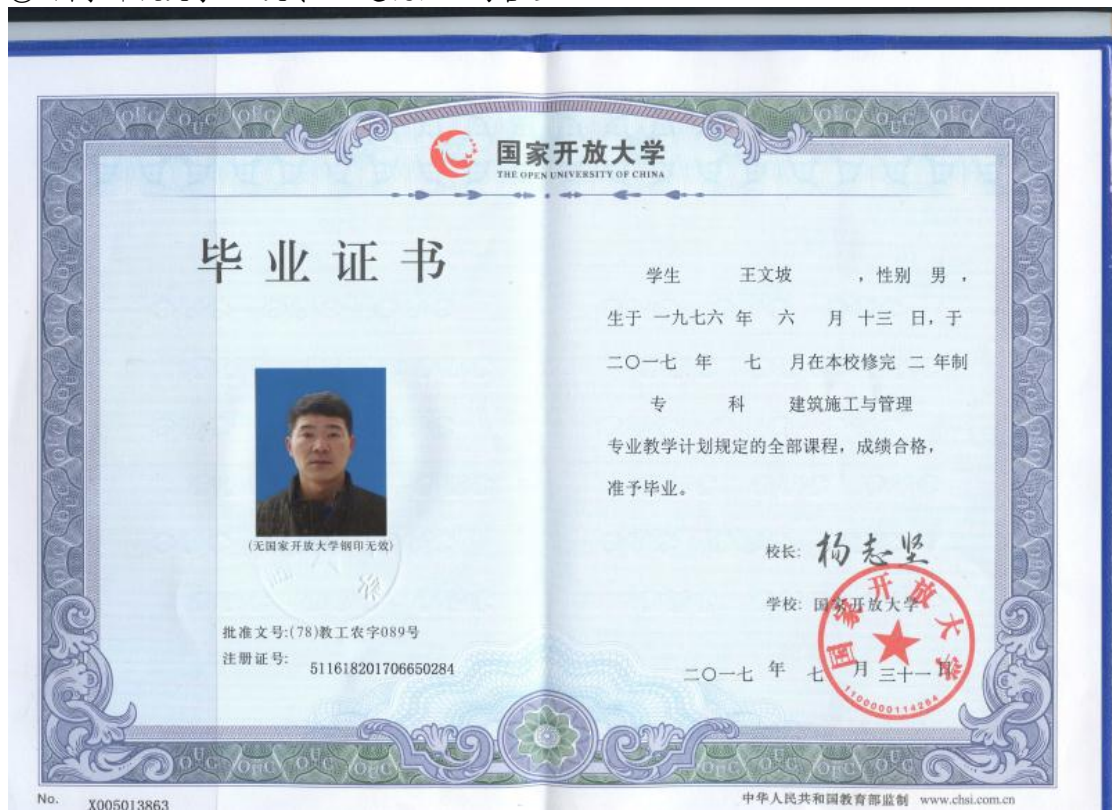 国家开放大学
THE OPEN UNIVERSITY OF CHINA
毕业证书
(无国家开放大学钢印无效)
批准文号:(78)教工农字089号
注册证号: 511618201706650284
学生 王文坡 , 性别 男 ,
生于 一九七六 年 六 月 十三 日, 于
二〇一七 年 七 月在本校修完 二 年制
专 科 建筑施工与管理
专业教学计划规定的全部课程, 成绩合格,
准予毕业。
校长: 杨志坚
学校: 国家开放大学
国家开放大学
1100000114284
二〇一七 年 七 月 三十一 日
No. X005013863
中华人民共和国教育部监制 www.chsi.com.cn